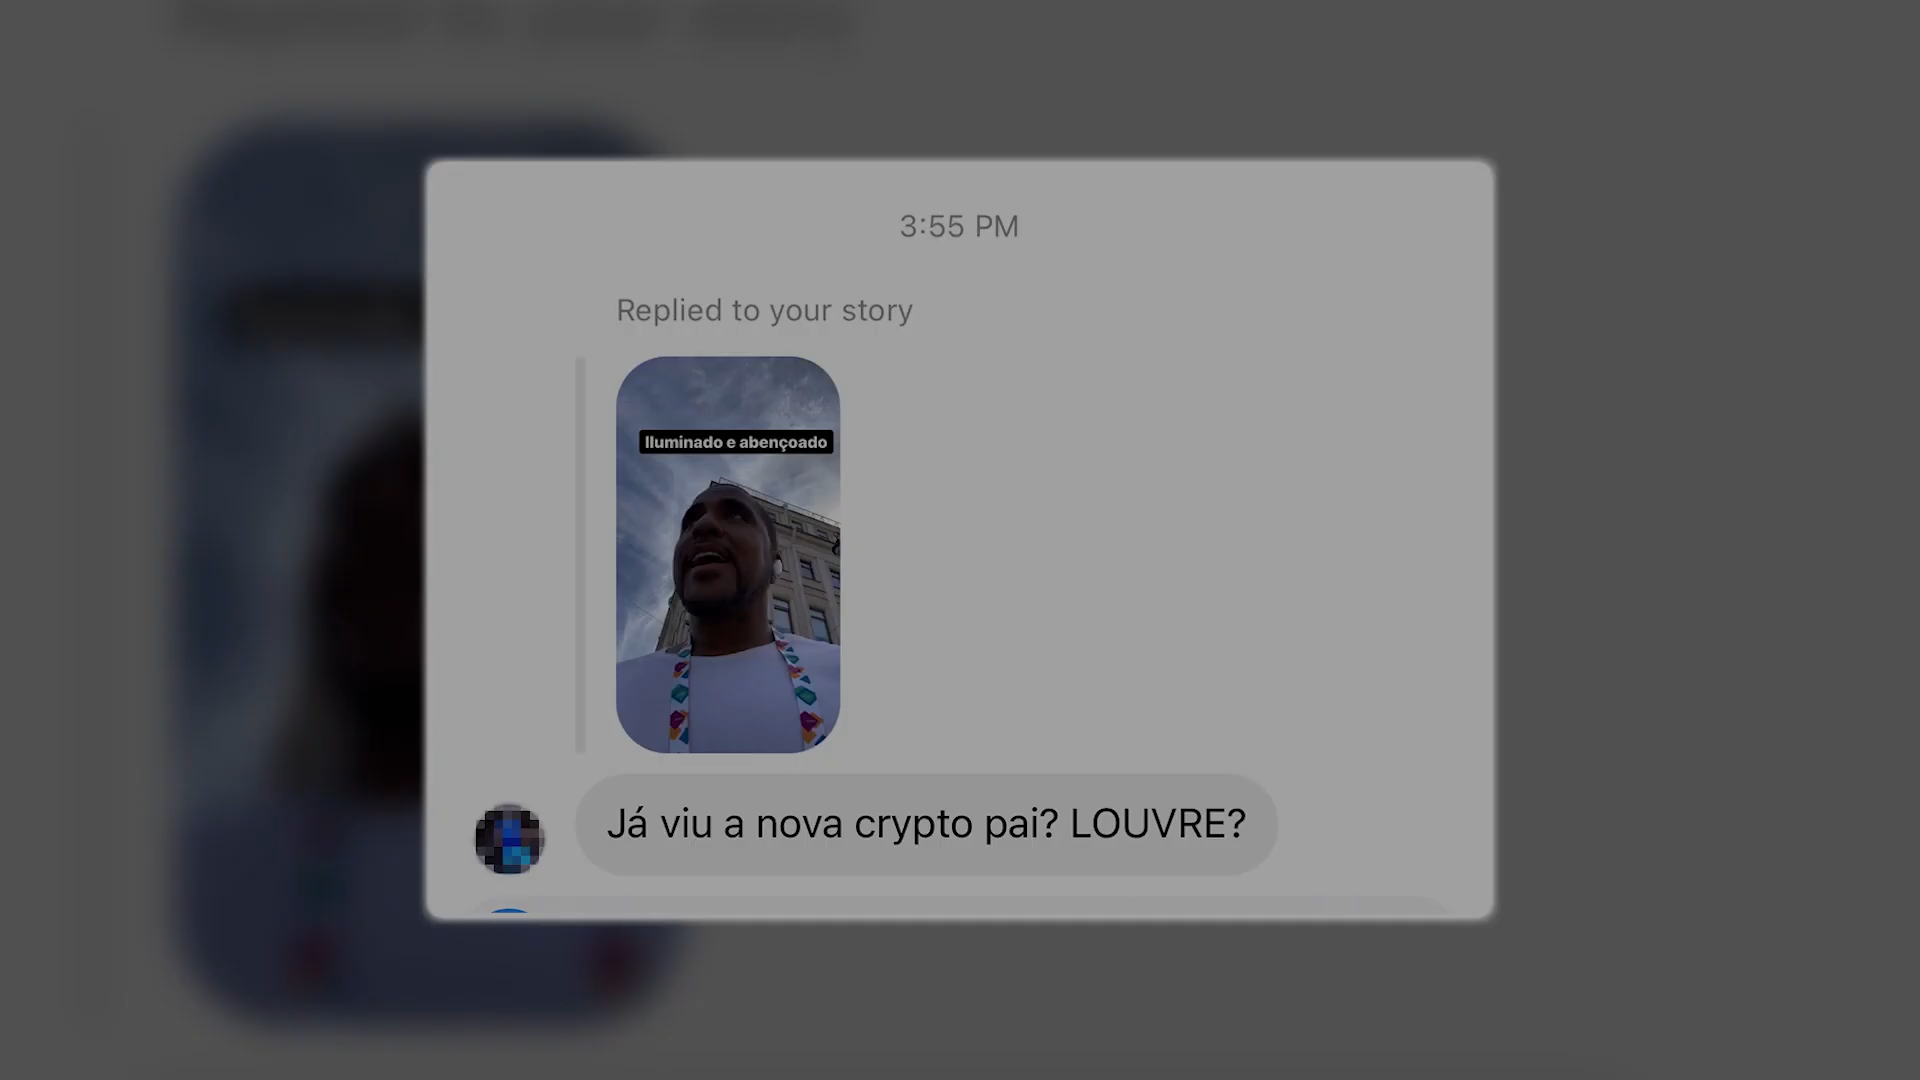 3:55 PM
Replied to your story
Iluminado e abençoado
Já viu a nova crypto pai? LOUVRE?